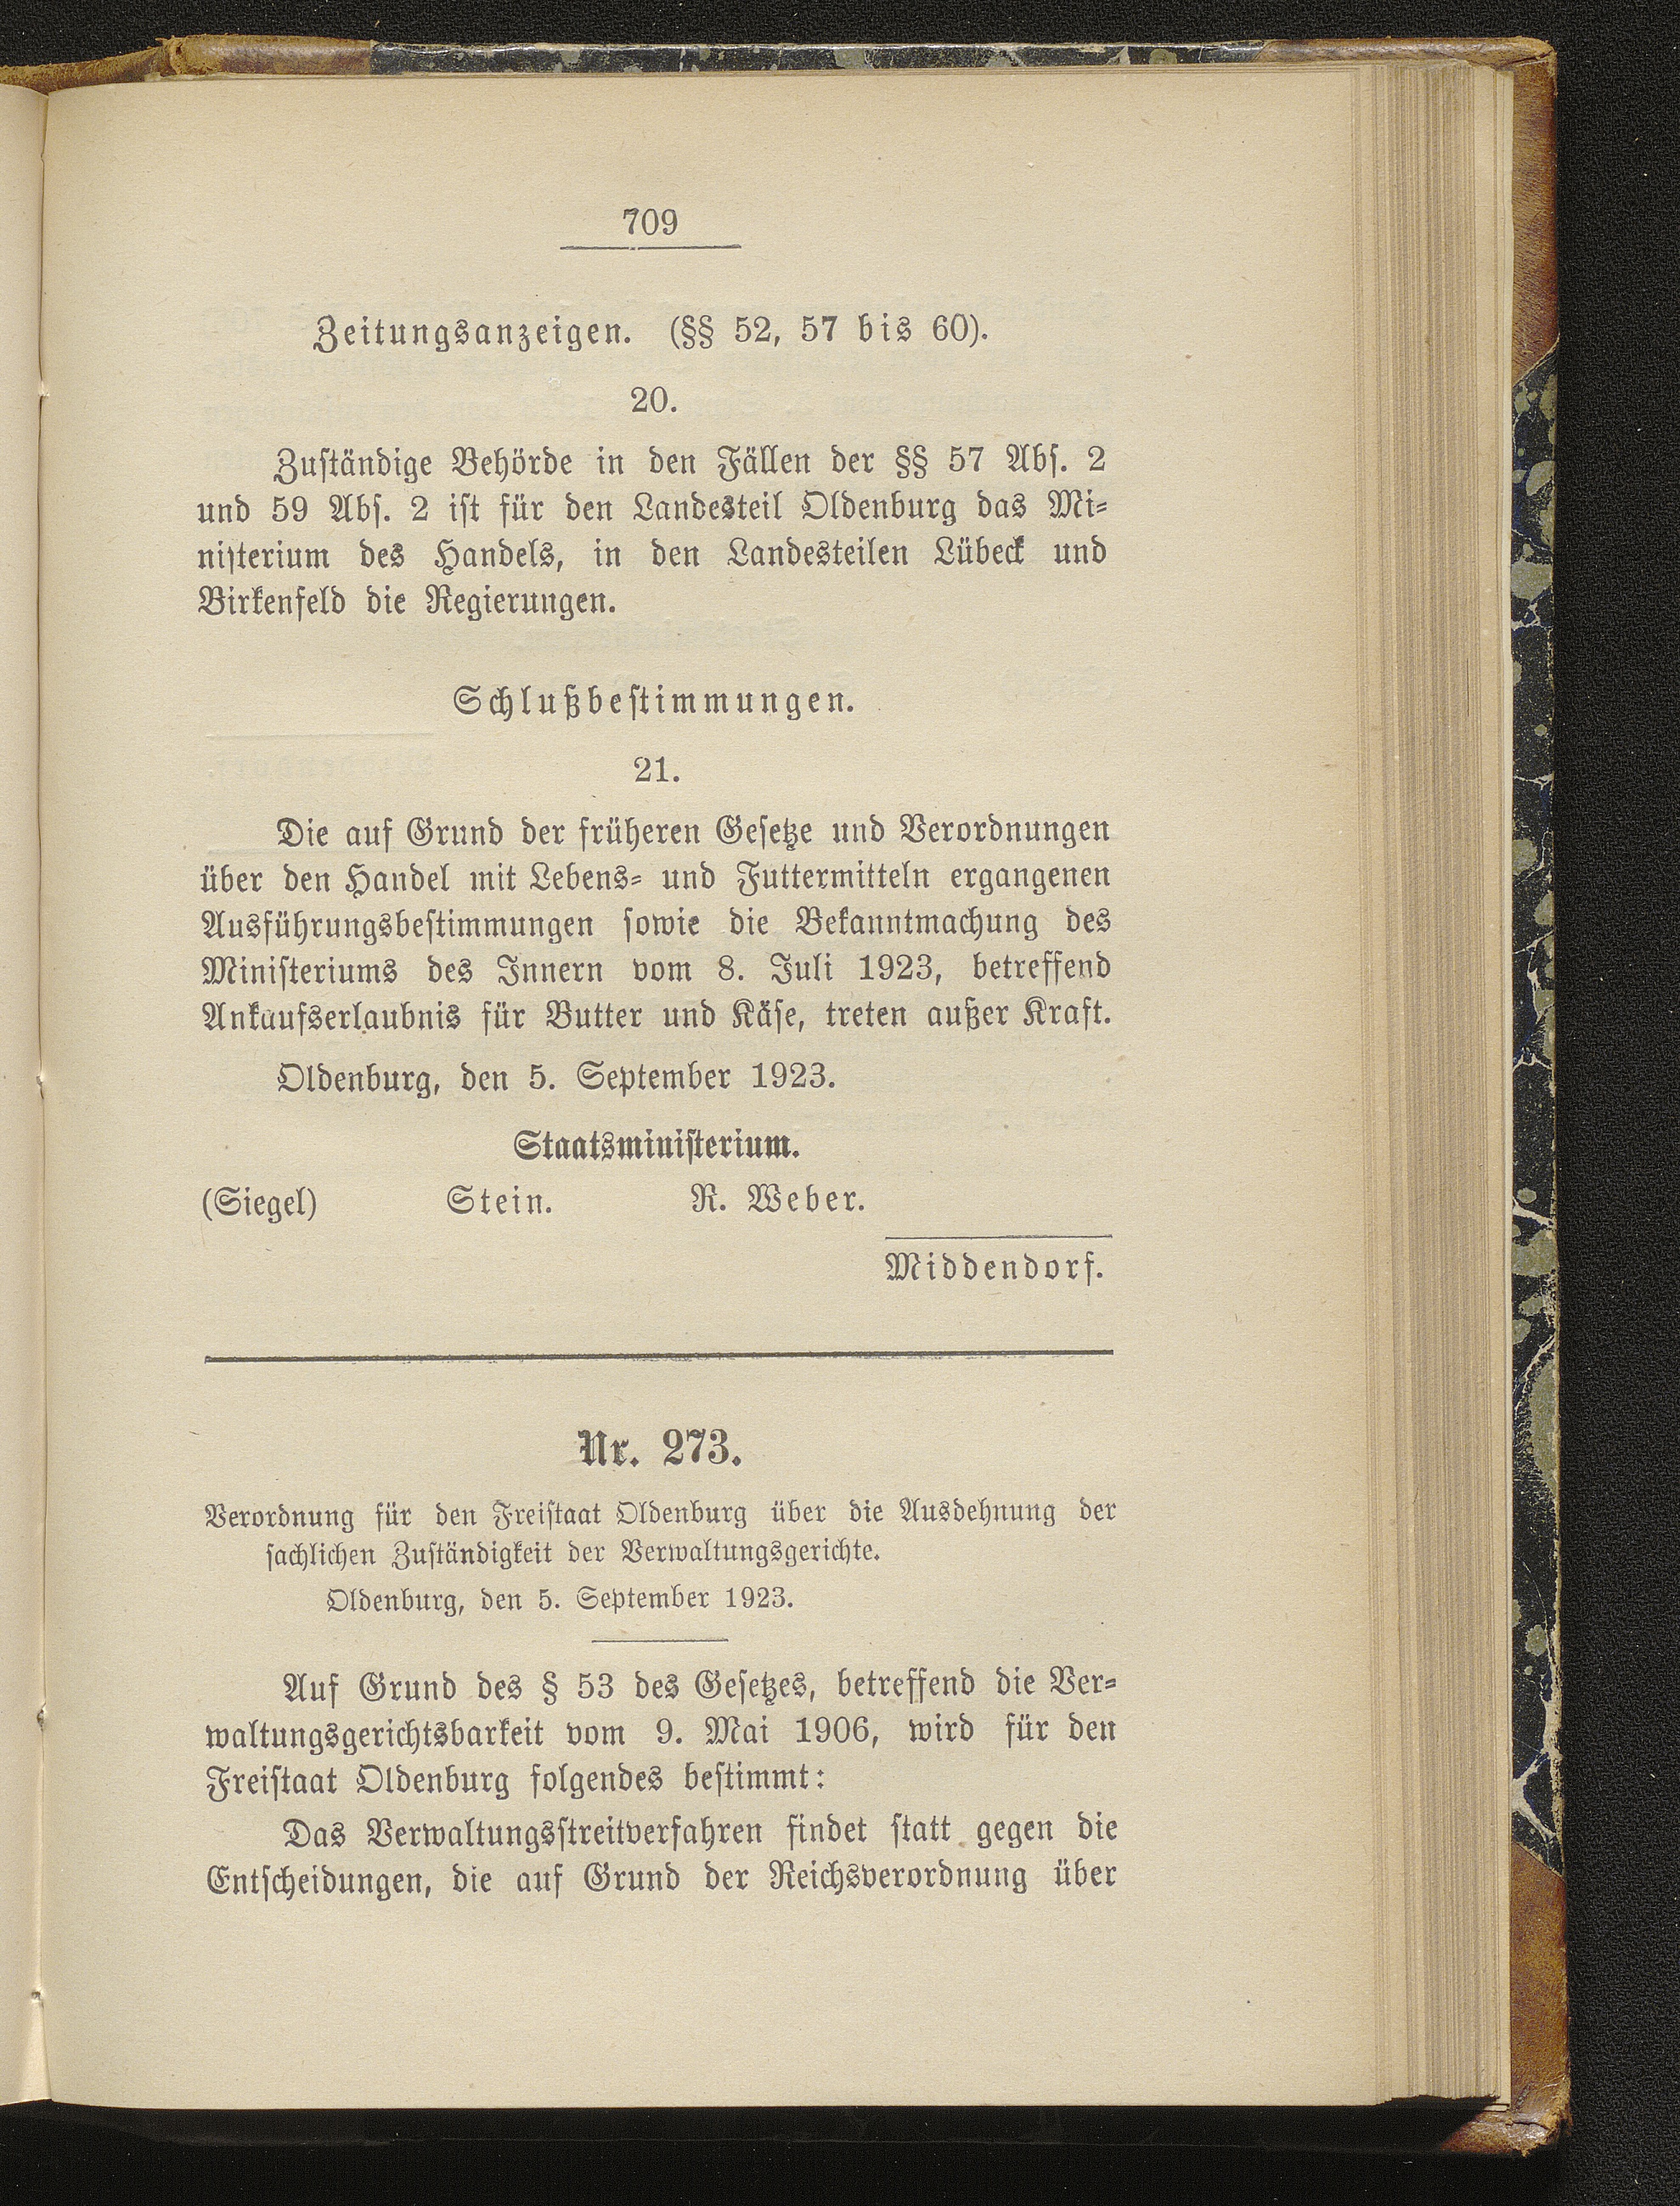 709
Zeitungsanzeigen. (§§ 52, 57 bis 60).
20.
Zuständige Behörde in den Fällen der §§ 57 Abs. 2
und 59 Abs. 2 ist für den Landesteil Oldenburg das Mi-
nisterium des Handels, in den Landesteilen Lübeck und
Birkenfeld die Regierungen.
Schlußbestimmungen.
21.
Die auf Grund der früheren Gesetze und Verordnungen
über den Handel mit Lebens- und Futtermitteln ergangenen
Ausführungsbestimmungen sowie die Bekanntmachung des
Ministeriums des Innern vom 8. Juli 1923, betreffend
Ankaufserlaubnis für Butter und Käse, treten außer Kraft.
Oldenburg, den 5. September 1923.
Staatsministerium.
(Siegel) Stein. R. Weber.
Middendorf.
Nr. 273.
Verordnung für den Freistaat Oldenburg über die Ausdehnung der
sachlichen Zuständigkeit der Verwaltungsgerichte.
Oldenburg, den 5. September 1923.
Auf Grund des § 53 des Gesetzes, betreffend die Ver-
waltungsgerichtsbarkeit vom 9. Mai 1906, wird für den
Freistaat Oldenburg folgendes bestimmt:
Das Verwaltungsstreitverfahren findet statt gegen die
Entscheidungen, die auf Grund der Reichsverordnung über